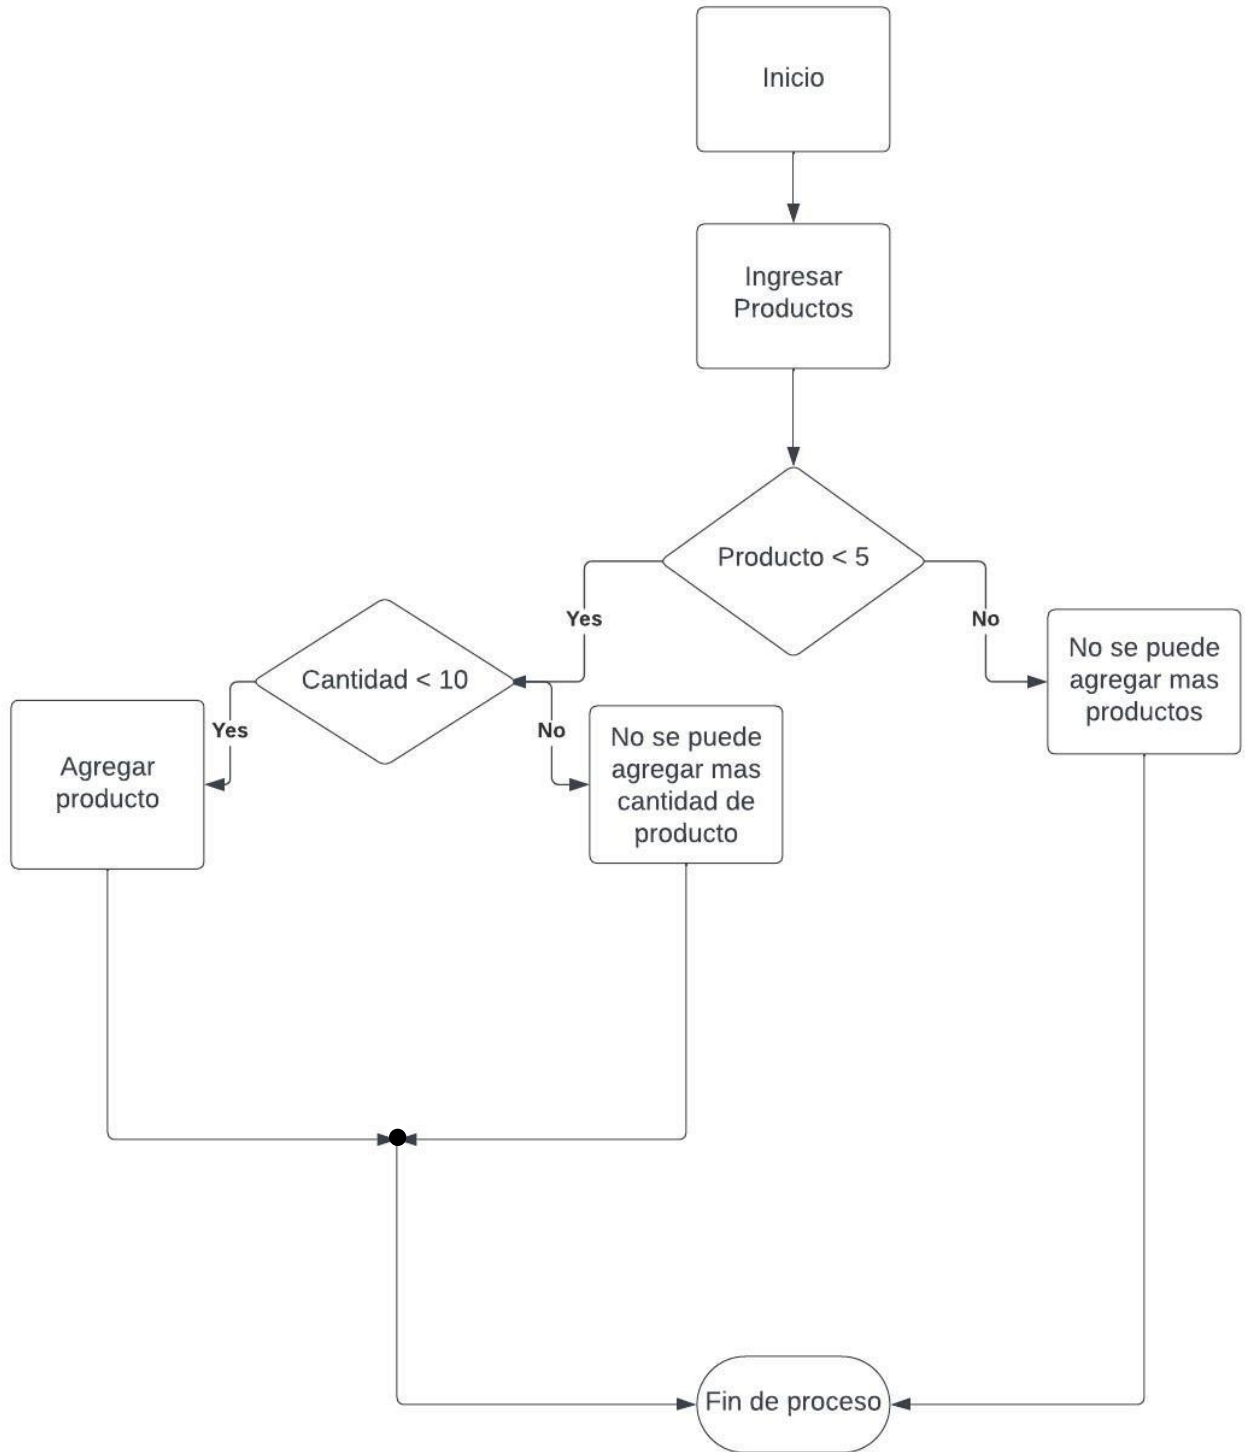 Inicio
Ingresar
Productos
Producto < 5
Yes
No
Cantidad < 10
No se puede
agregar mas
productos
Yes
No
Agregar
producto
No se puede
agregar mas
cantidad de
producto
Fin de proceso